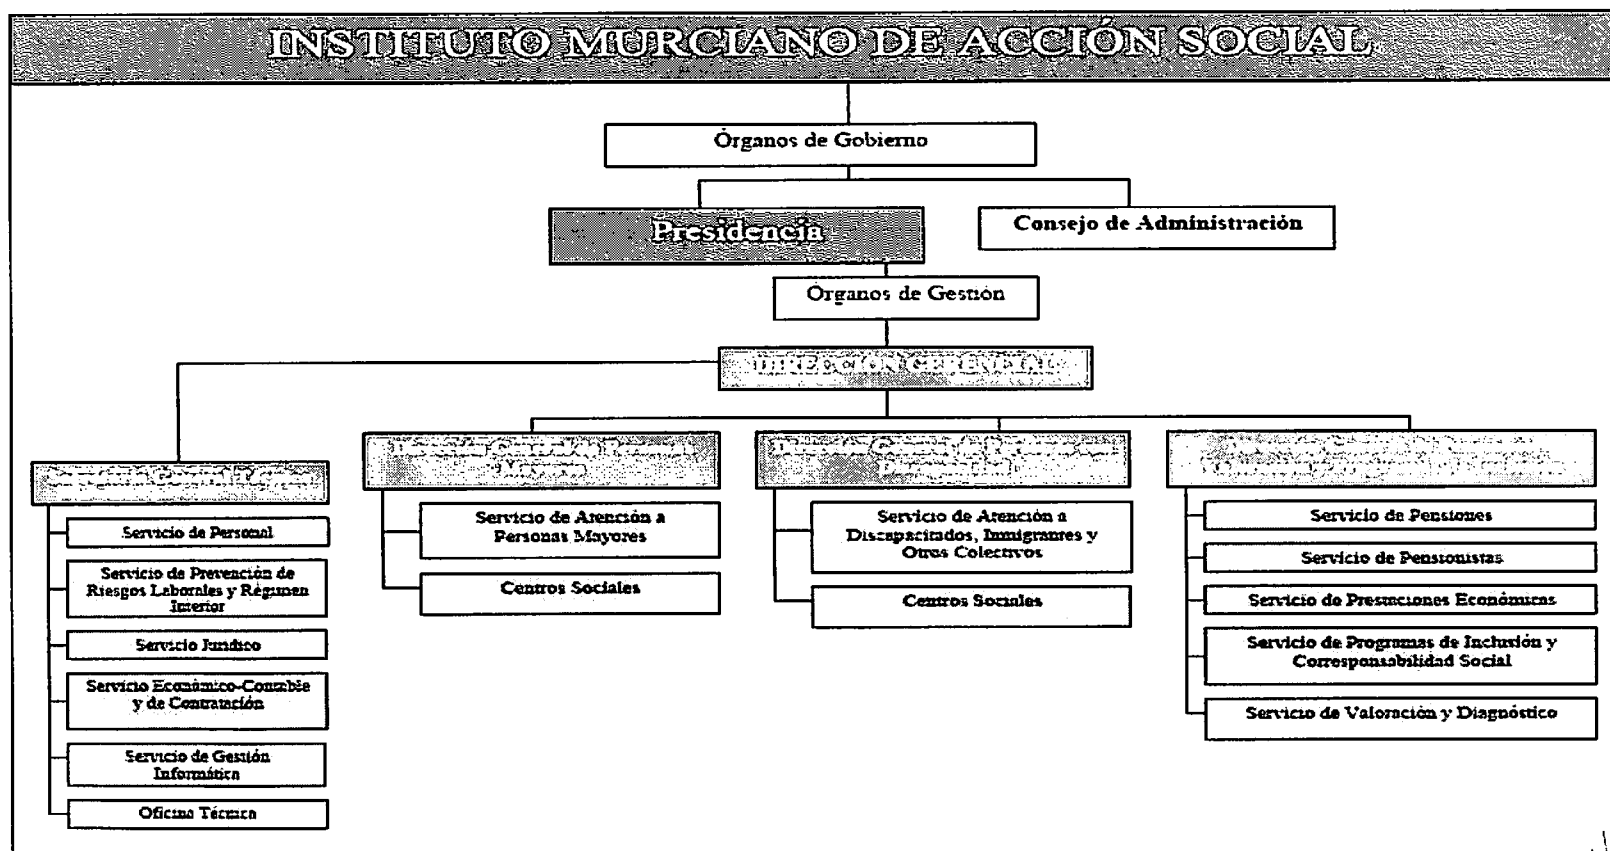 INSTITUTO MURCIANO DE ACCIÓN SOCIAL
Órganos de Gobierno
Presidencia
Consejo de Administración
Órganos de Gestión
DIRECCIÓN GERENCIAL
Servicio de Personal
Servicio de Prevención de
Riesgos Laborales y Régimen
Interior
Servicio Jurídico
Servicio Económico-Contable
y de Contratación
Servicio de Gestión
Informática
Oficina Técnica
Personas
Mayores
Servicio de Atención a
Personas Mayores
Centros Sociales
Servicio de Atención a
Discapacitados, Inmigrantes y
Otros Colectivos
Centros Sociales
Servicio de Pensiones
Servicio de Pensionistas
Servicio de Prestaciones Económicas
Servicio de Programas de Inclusión y
Corresponsabilidad Social
Servicio de Valoración y Diagnóstico